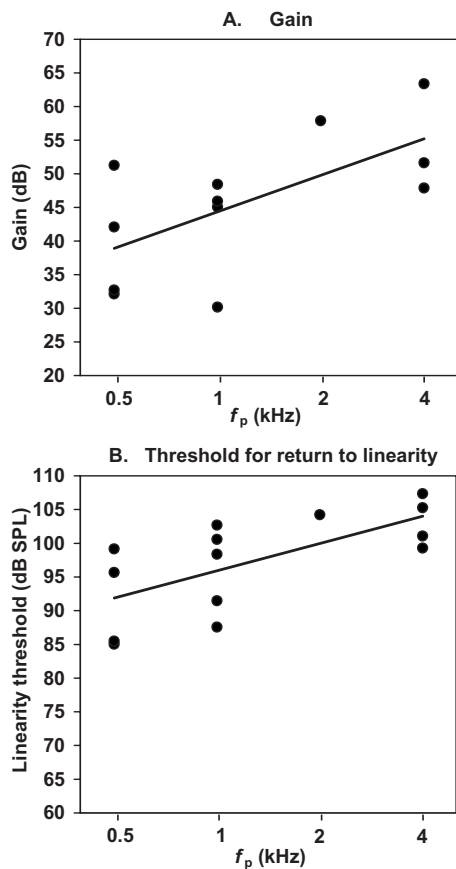 A. Gain
70
65
60
55
50
45
40
35
30
25
20
Gain (dB)
0.5 1 2 4
fp (kHz)
B. Threshold for return to linearity
110
105
100
95
90
85
80
75
70
65
60
Linearity threshold (dB SPL)
0.5 1 2 4
fp (kHz)